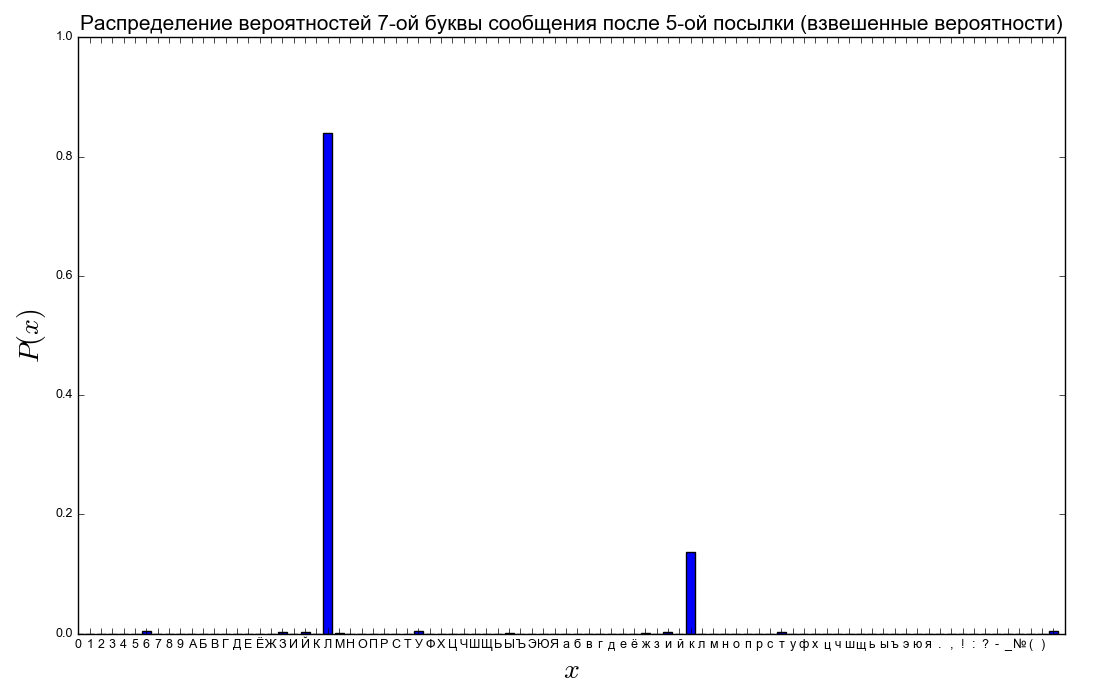 Распределение вероятностей 7-ой буквы сообщения после 5-ой посылки (взвешенные вероятности)
1.0
0.8
0.6
0.4
0.2
0.0
P(x)
0 1 2 3 4 5 6 7 8 9 А Б В Г Д Е Ё Ж З И Й К Л М Н О П Р С Т У Ф Х Ц Ч Ш Щ Ь Ы Ъ Э Ю Я а б в г д е ё ж з и й к л м н о п р с т у ф х ц ч ш щ ь ы ъ э ю я . , ! : ? - _ № ( )
x